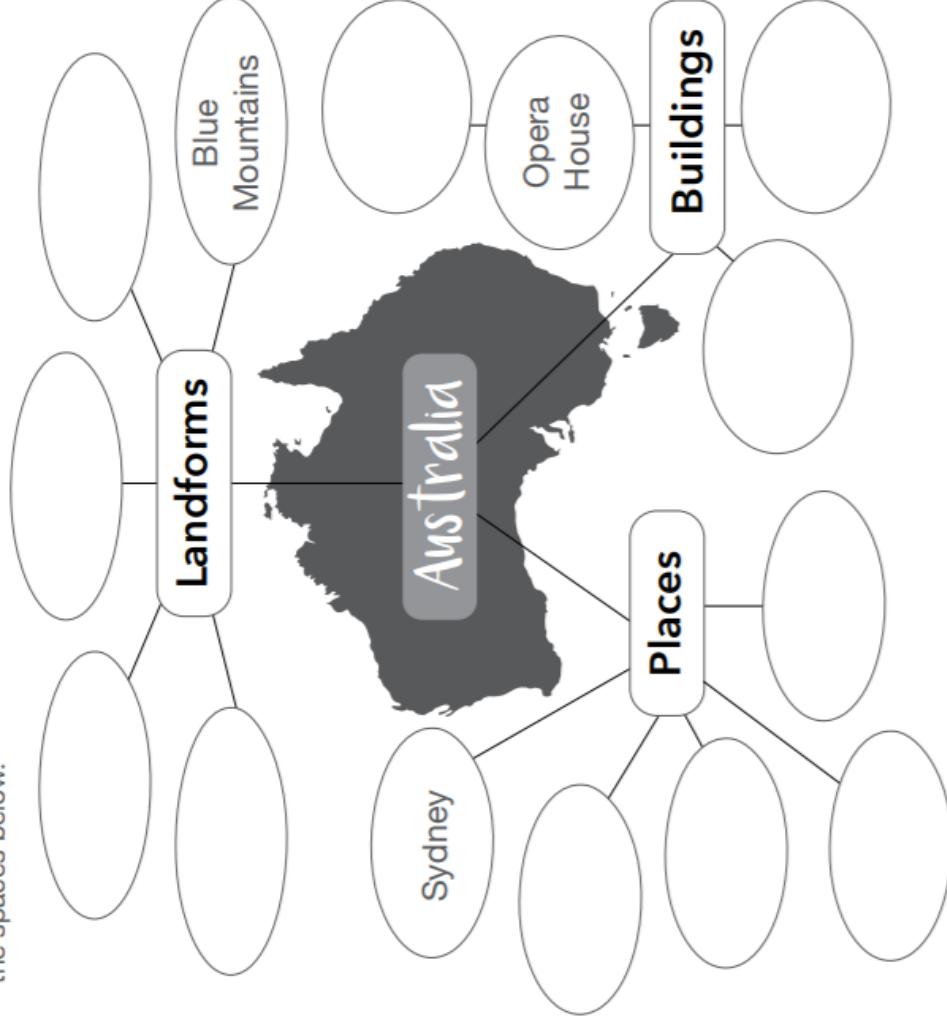 the spaces below.
Landforms
Blue
Mountains
Australia
Sydney
Places
Opera
House
Buildings